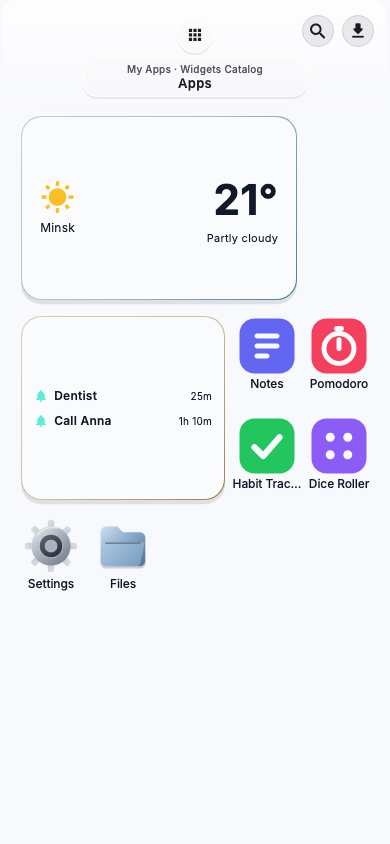 My Apps · Widgets Catalog
Apps
Minsk
21°
Partly cloudy
Dentist 25m
Call Anna 1h 10m
Notes
Pomodoro
Habit Trac...
Dice Roller
Settings
Files